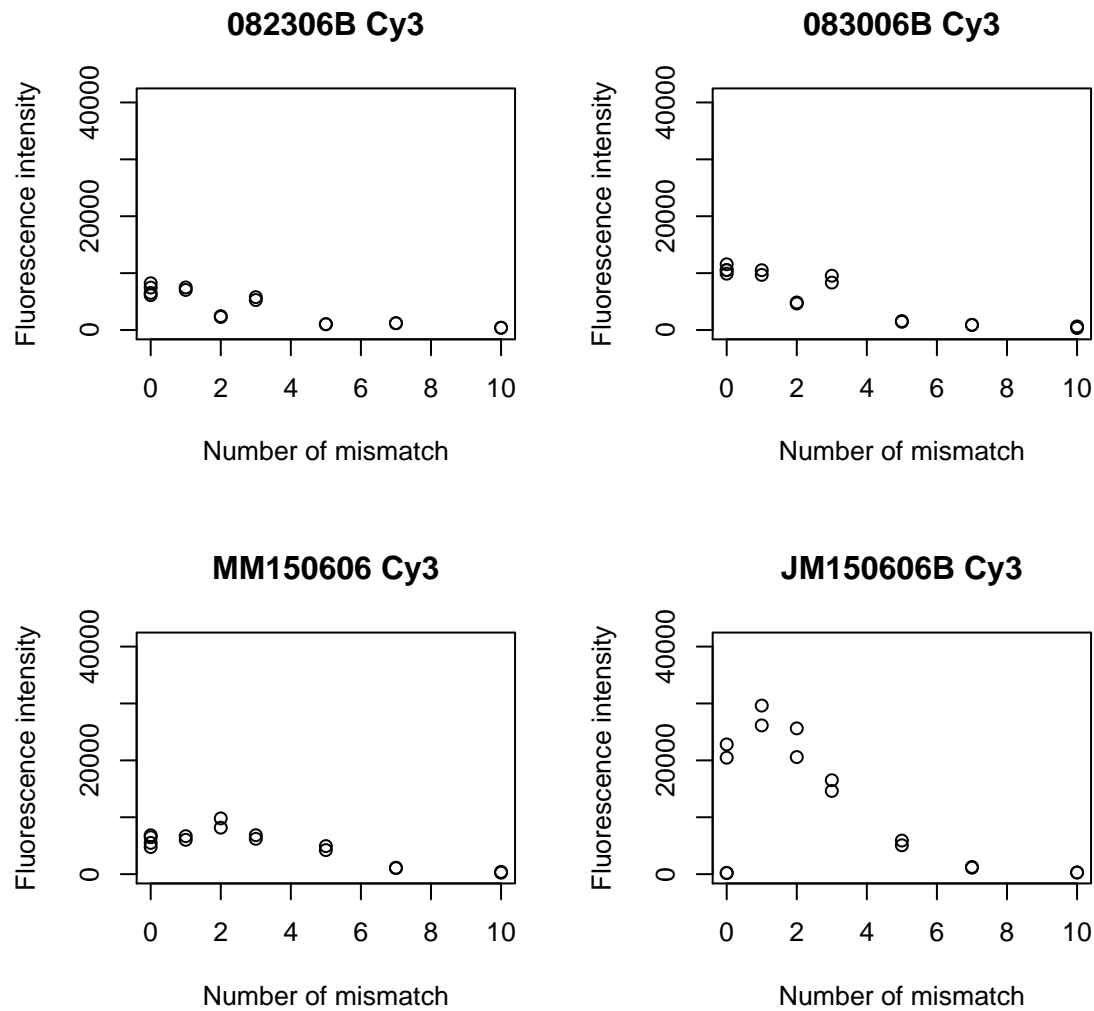 082306B Cy3
Fluorescence intensity
40000
20000
0
0 2 4 6 8 10
Number of mismatch
083006B Cy3
Fluorescence intensity
40000
20000
0
0 2 4 6 8 10
Number of mismatch
MM150606 Cy3
Fluorescence intensity
40000
20000
0
0 2 4 6 8 10
Number of mismatch
JM150606B Cy3
Fluorescence intensity
40000
20000
0
0 2 4 6 8 10
Number of mismatch